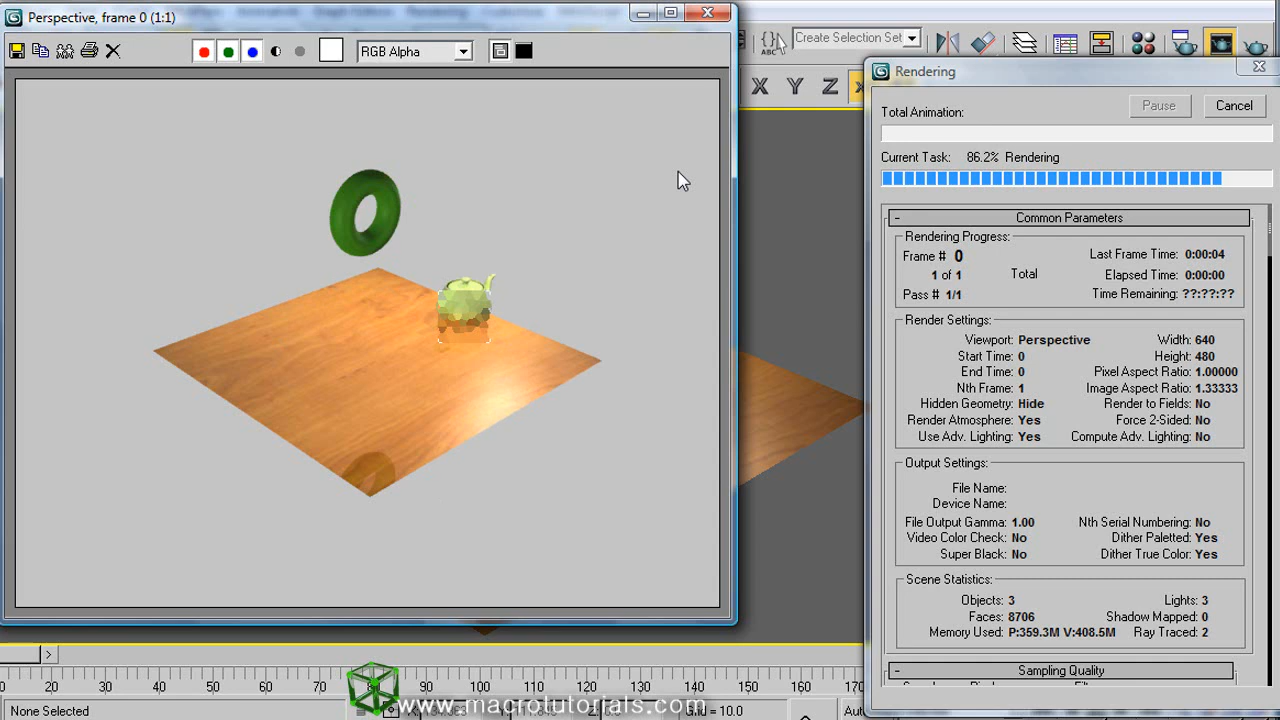 Perspective, frame 0 (1:1)
RGB Alpha
ABC
Create Selection Set
X Y Z
Rendering
Total Animation:
Pause
Cancel
Current Task: 86.2% Rendering
Common Parameters
Rendering Progress:
Frame # 0
Last Frame Time: 0:00:04
1 of 1 Total
Elapsed Time: 0:00:00
Pass # 1/1
Time Remaining: ??:??:??
Render Settings:
Viewport: Perspective
Width: 640
Start Time: 0
Height: 480
End Time: 0
Pixel Aspect Ratio: 1.00000
Nth Frame: 1
Image Aspect Ratio: 1.33333
Hidden Geometry: Hide
Render to Fields: No
Render Atmosphere: Yes
Force 2-Sided: No
Use Adv. Lighting: Yes
Compute Adv. Lighting: No
Output Settings:
File Name:
Device Name:
File Output Gamma: 1.00
Nth Serial Numbering: No
Video Color Check: No
Dither Paletted: Yes
Super Black: No
Dither True Color: Yes
Scene Statistics:
Objects: 3
Lights: 3
Faces: 8706
Shadow Mapped: 0
Memory Used: P:359.3M V:408.5M
Ray Traced: 2
Sampling Quality
10 20 30 40 50 60 70 80 90 100 110 120 130 140 150 160 170
www.macrotutorials.com
None Selected
= 10.0